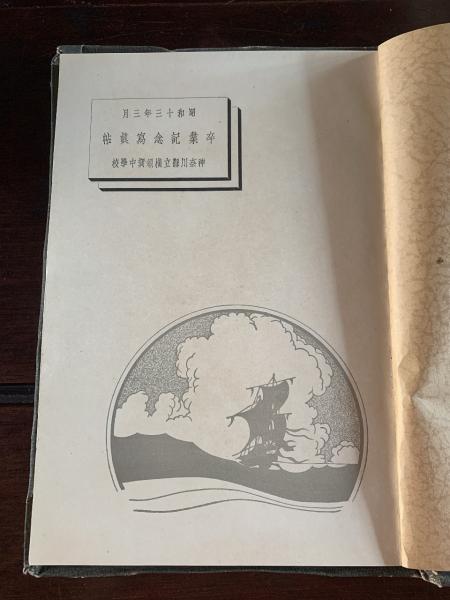 昭和十三年三月
卒業記念寫眞帖
神奈川縣立橫須賀中學校